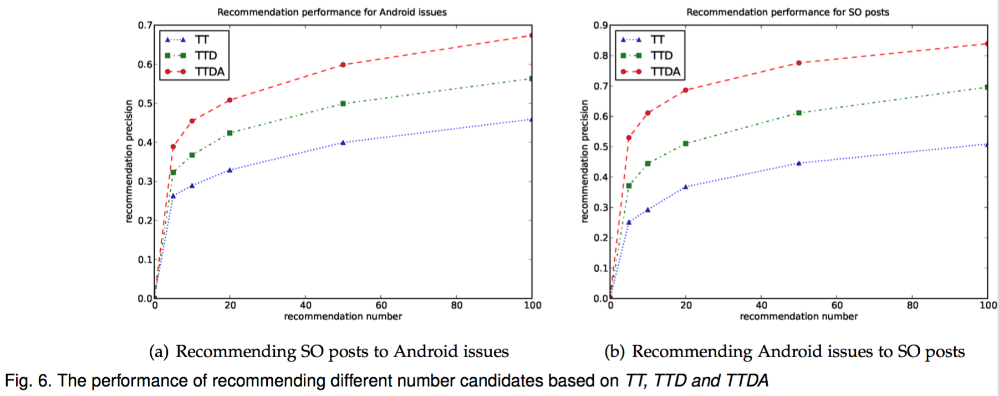 Recommendation performance for Android issues
0.7
0.6
0.5
0.4
0.3
0.2
0.1
0.0
recommendation precision
TT
TTD
TTDA
0 20 40 60 80 100
recommendation number
(a) Recommending SO posts to Android issues
Recommendation performance for SO posts
0.9
0.8
0.7
0.6
0.5
0.4
0.3
0.2
0.1
0.0
recommendation precision
TT
TTD
TTDA
0 20 40 60 80 100
recommendation number
(b) Recommending Android issues to SO posts
Fig. 6. The performance of recommending different number candidates based on TT, TTD and TTDA